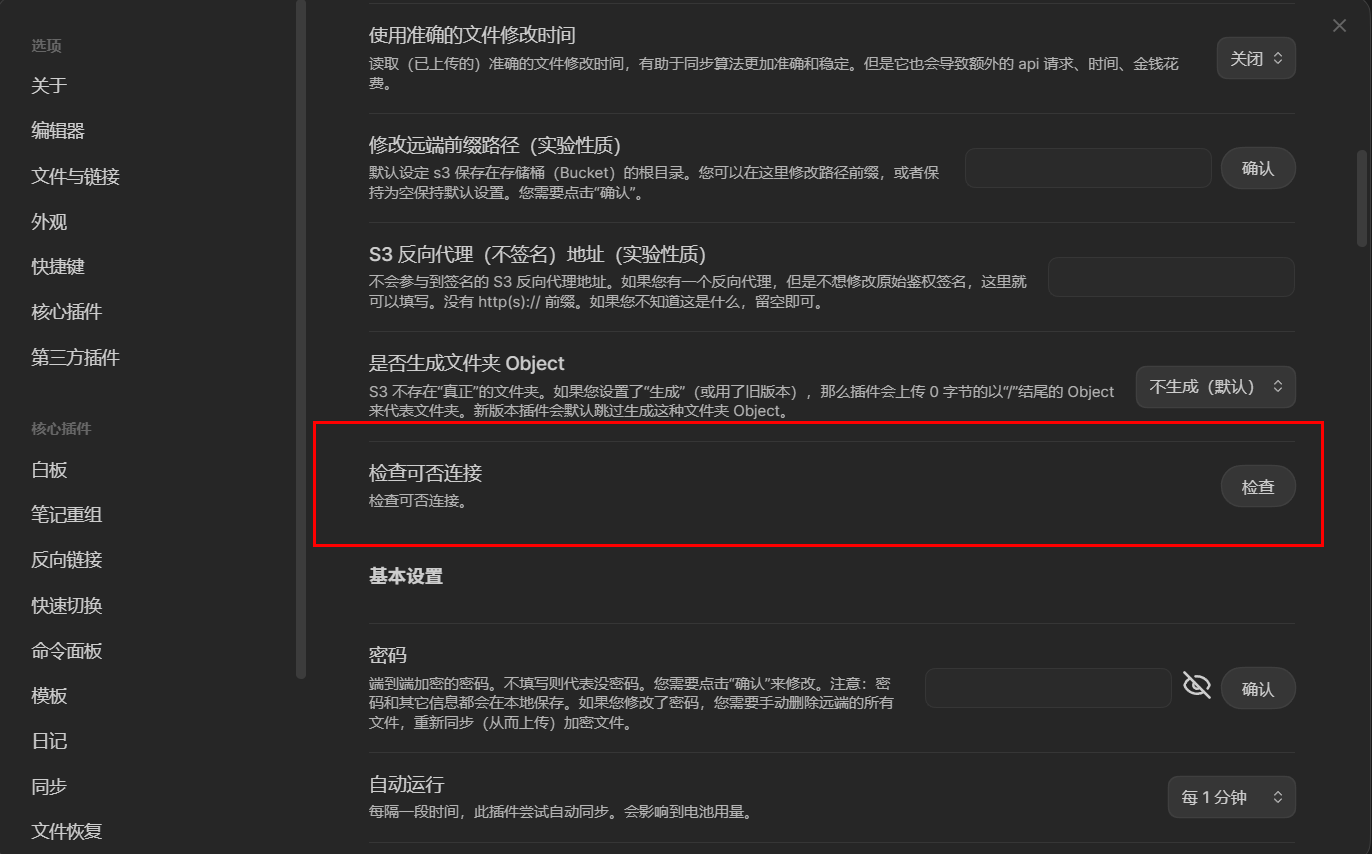 选项
关于
编辑器
文件与链接
外观
快捷键
核心插件
第三方插件
核心插件
白板
笔记重组
反向链接
快速切换
命令面板
模板
日记
同步
文件恢复
使用准确的文件修改时间
读取（已上传的）准确的文件修改时间，有助于同步算法更加准确和稳定。但是它也会导致额外的 api 请求、时间、金钱花
费。
关闭
修改远端前缀路径（实验性质）
默认设定 s3 保存在存储桶（Bucket）的根目录。您可以在这里修改路径前缀，或者保
持为空保持默认设置。您需要点击“确认”。
确认
S3 反向代理（不签名）地址（实验性质）
不会参与到签名的 S3 反向代理地址。如果您有一个反向代理，但是不想修改原始鉴权签名，这里就
可以填写。没有 http(s):// 前缀。如果您不知道这是什么，留空即可。
是否生成文件夹 Object
S3 不存在“真正”的文件夹。如果您设置了“生成”（或用了旧版本），那么插件会上传 0 字节的以“/”结尾的 Object
来代表文件夹。新版本插件会默认跳过生成这种文件夹 Object。
不生成（默认）
检查可否连接
检查可否连接。
检查
基本设置
密码
端到端加密的密码。不填写则代表没密码。您需要点击“确认”来修改。注意：密
码和其它信息都会在本地保存。如果您修改了密码，您需要手动删除远端的所有
文件，重新同步（从而上传）加密文件。
确认
自动运行
每隔一段时间，此插件尝试自动同步。会影响到电池用量。
每 1 分钟